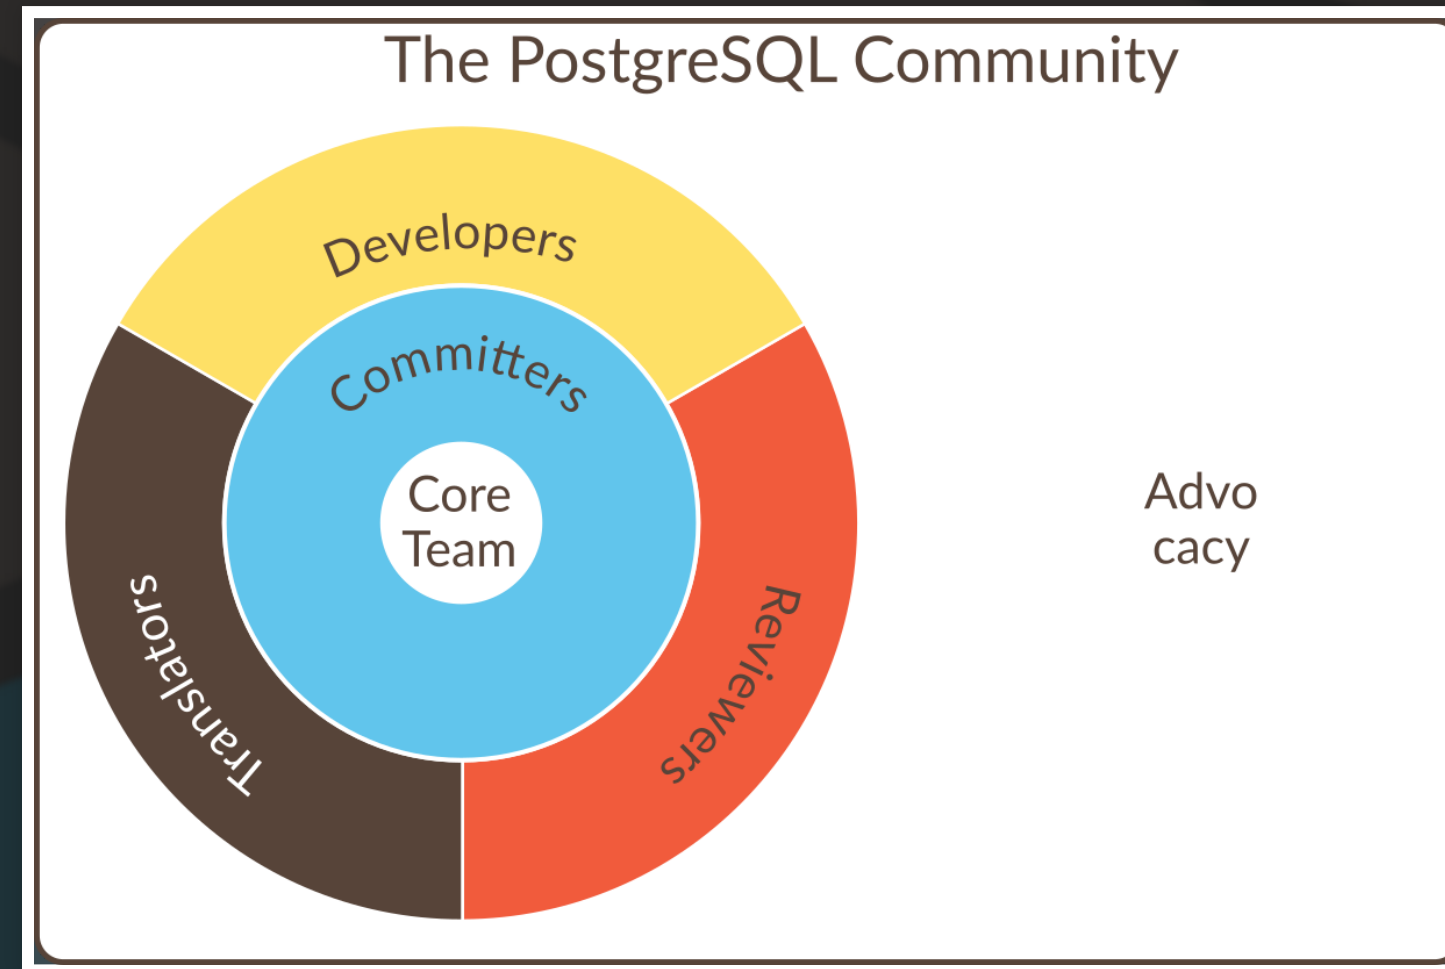 The PostgreSQL Community
Developers
Committers
Core
Team
Translators
Reviewers
Advo
cacy